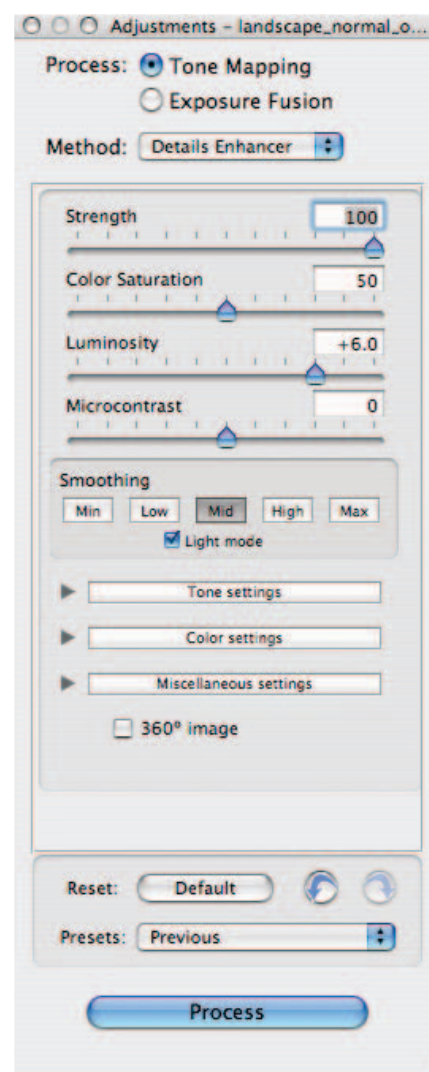 Adjustments – landscape_normal_o...
Process: Tone Mapping
Exposure Fusion
Method: Details Enhancer
Strength 100
Color Saturation 50
Luminosity +6.0
Microcontrast 0
Smoothing
Min Low Mid High Max
Light mode
Tone settings
Color settings
Miscellaneous settings
360° image
Reset: Default
Presets: Previous
Process